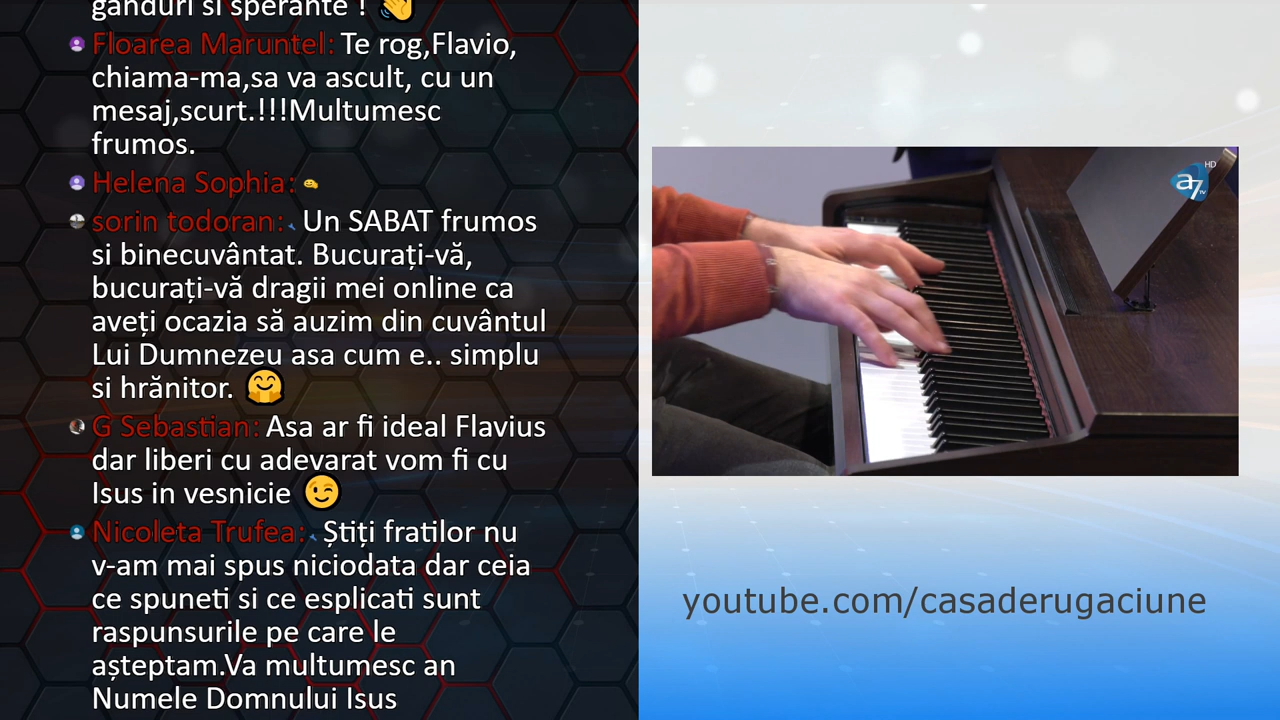 ganduri si sperante !
Floarea Maruntel: Te rog,Flavio,
chiama-ma,sa va ascult, cu un
mesaj,scurt.!!!Multumesc
frumos.
Helena Sophia:
sorin todoran: Un SABAT frumos
si binecuvântat. Bucurați-vă,
bucurați-vă dragii mei online ca
aveți ocazia să auzim din cuvântul
Lui Dumnezeu asa cum e.. simplu
si hrănitor.
G Sebastian: Asa ar fi ideal Flavius
dar liberi cu adevarat vom fi cu
Isus in vesnicie
Nicoleta Trufea: Știți fratilor nu
v-am mai spus niciodata dar ceia
ce spuneti si ce esplicati sunt
raspunsurile pe care le
așteptam.Va multumesc an
Numele Domnului Isus
a7 tv HD
youtube.com/casaderugaciune